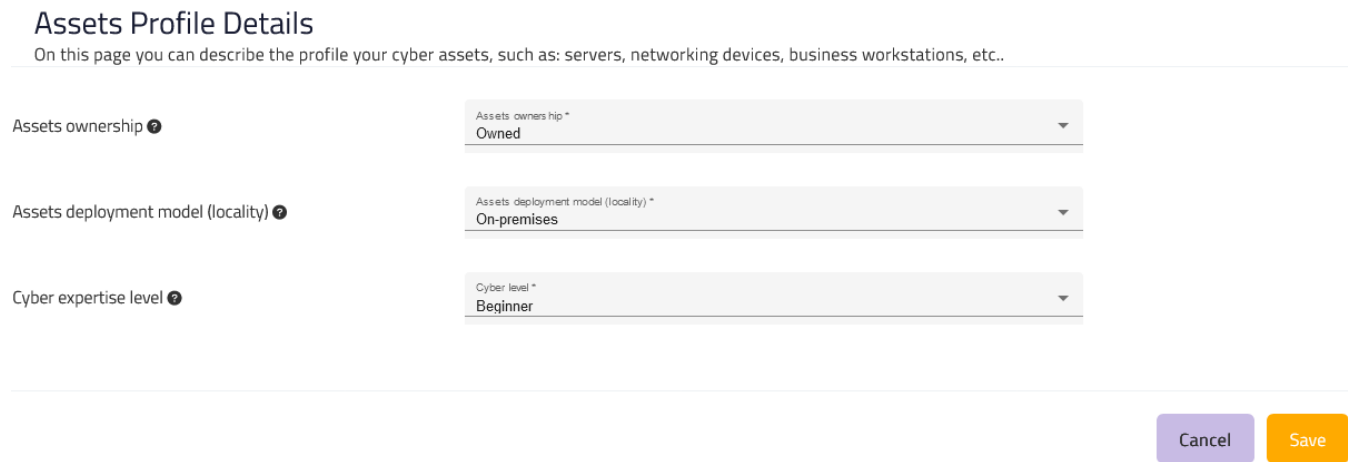 Assets Profile Details
On this page you can describe the profile your cyber assets, such as: servers, networking devices, business workstations, etc..
Assets ownership ?
Assets ownership *
Owned
Assets deployment model (locality) ?
Assets deployment model (locality) *
On-premises
Cyber expertise level ?
Cyber level *
Beginner
Cancel
Save